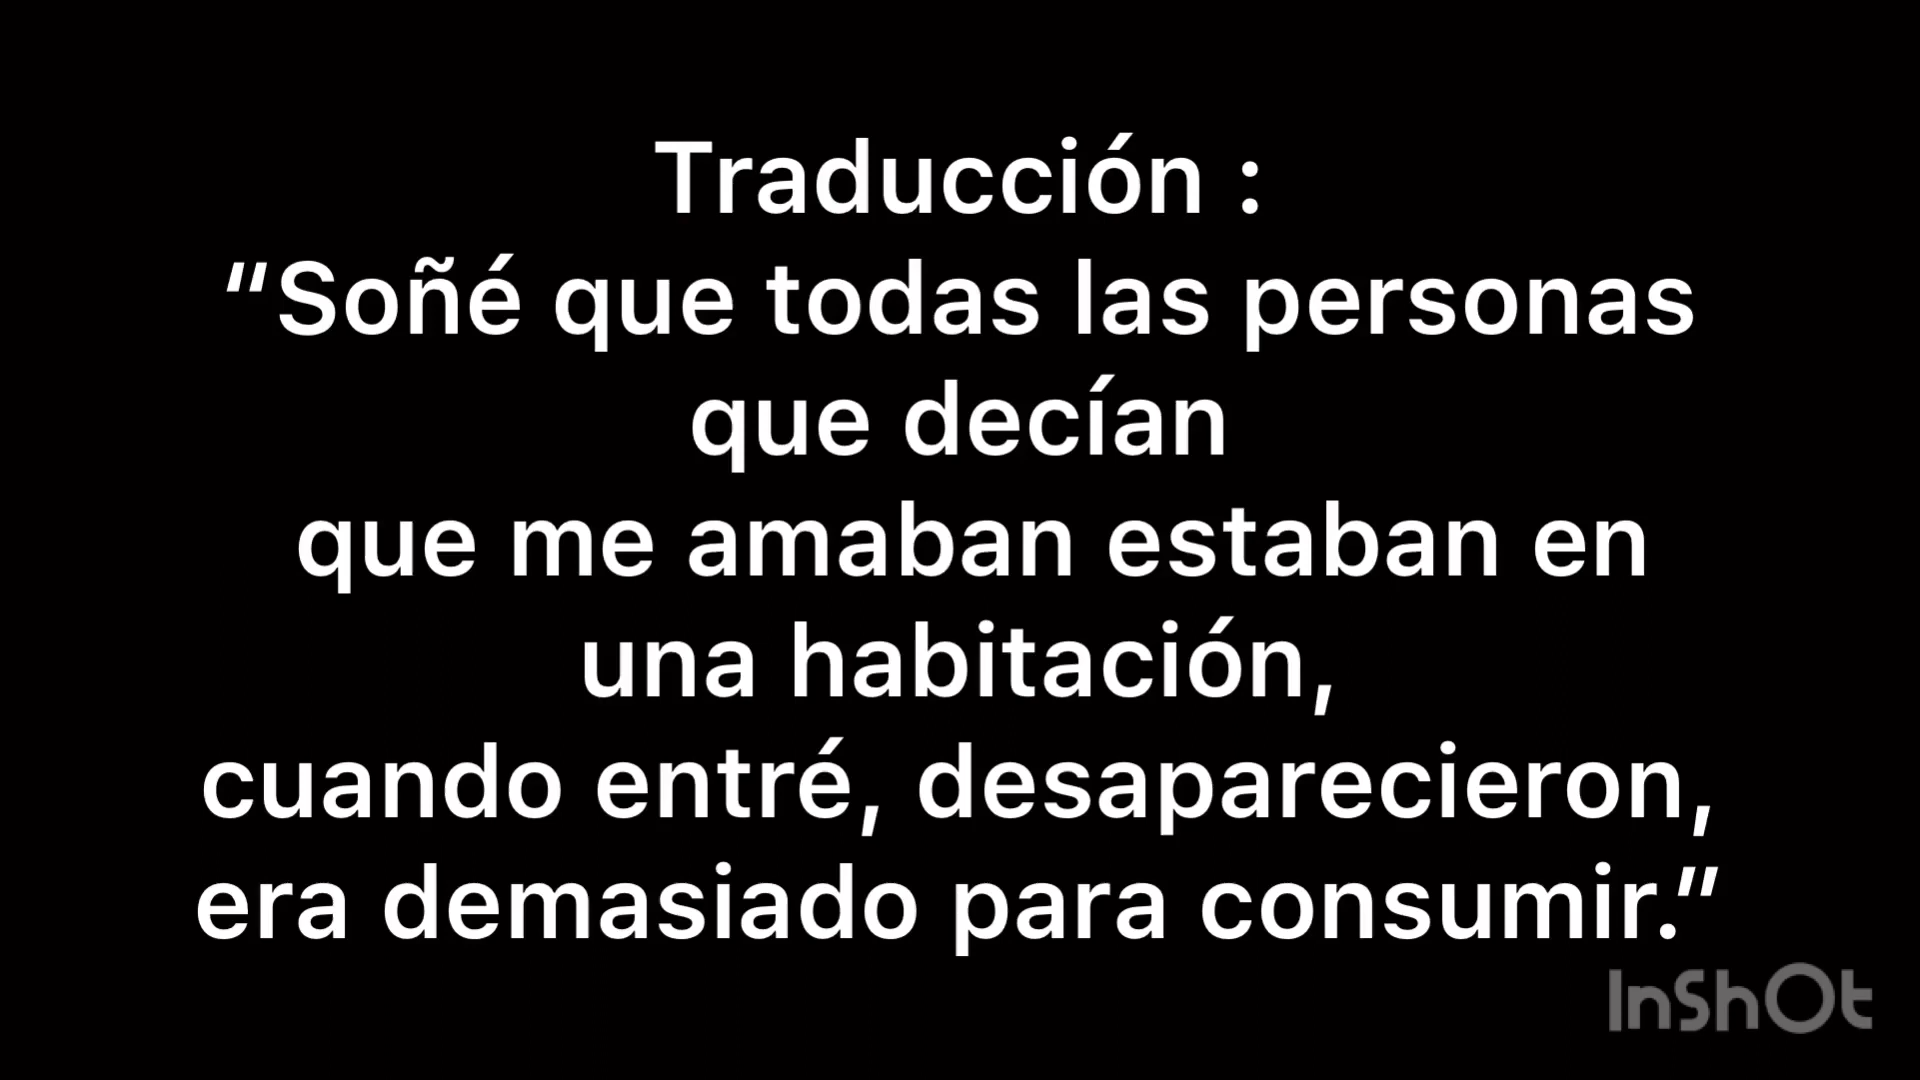 Traducción :
“Soñé que todas las personas
que decían
que me amaban estaban en
una habitación,
cuando entré, desaparecieron,
era demasiado para consumir.”
InShOt